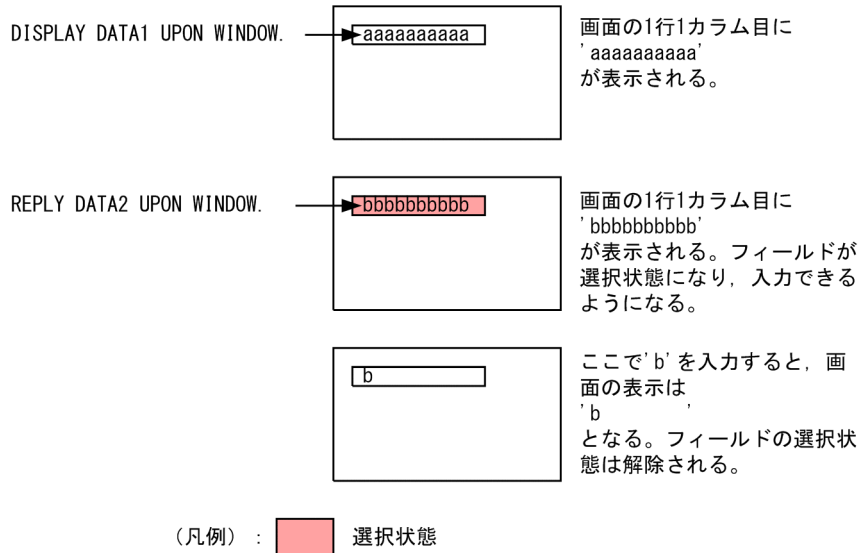 DISPLAY DATA1 UPON WINDOW.
aaaaaaaaaa
画面の1行1カラム目に
'aaaaaaaaaa'
が表示される。
REPLY DATA2 UPON WINDOW.
bbbbbbbbbb
画面の1行1カラム目に
'bbbbbbbbbb'
が表示される。フィールドが
選択状態になり，入力できる
ようになる。
b
ここで'b'を入力すると，画
面の表示は
'b         '
となる。フィールドの選択状
態は解除される。
（凡例）：
選択状態